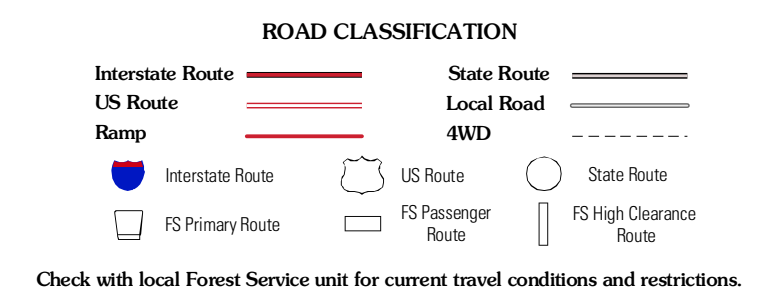 ROAD CLASSIFICATION
Interstate Route
State Route
US Route
Local Road
Ramp
4WD
Interstate Route
US Route
State Route
FS Primary Route
FS Passenger
Route
FS High Clearance
Route
Check with local Forest Service unit for current travel conditions and restrictions.